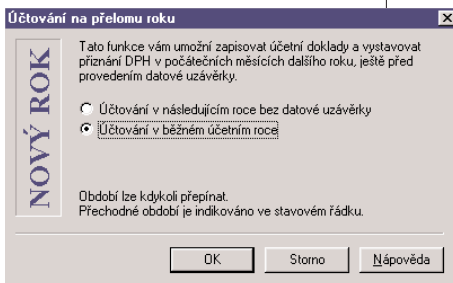 Účtování na přelomu roku
NOVÝ ROK
Tato funkce vám umožní zapisovat účetní doklady a vystavovat
přiznání DPH v počátečních měsících dalšího roku, ještě před
provedením datové uzávěrky.
Účtování v následujícím roce bez datové uzávěrky
Účtování v běžném účetním roce
Období lze kdykoli přepínat.
Přechodné období je indikováno ve stavovém řádku.
OK
Storno
Nápověda